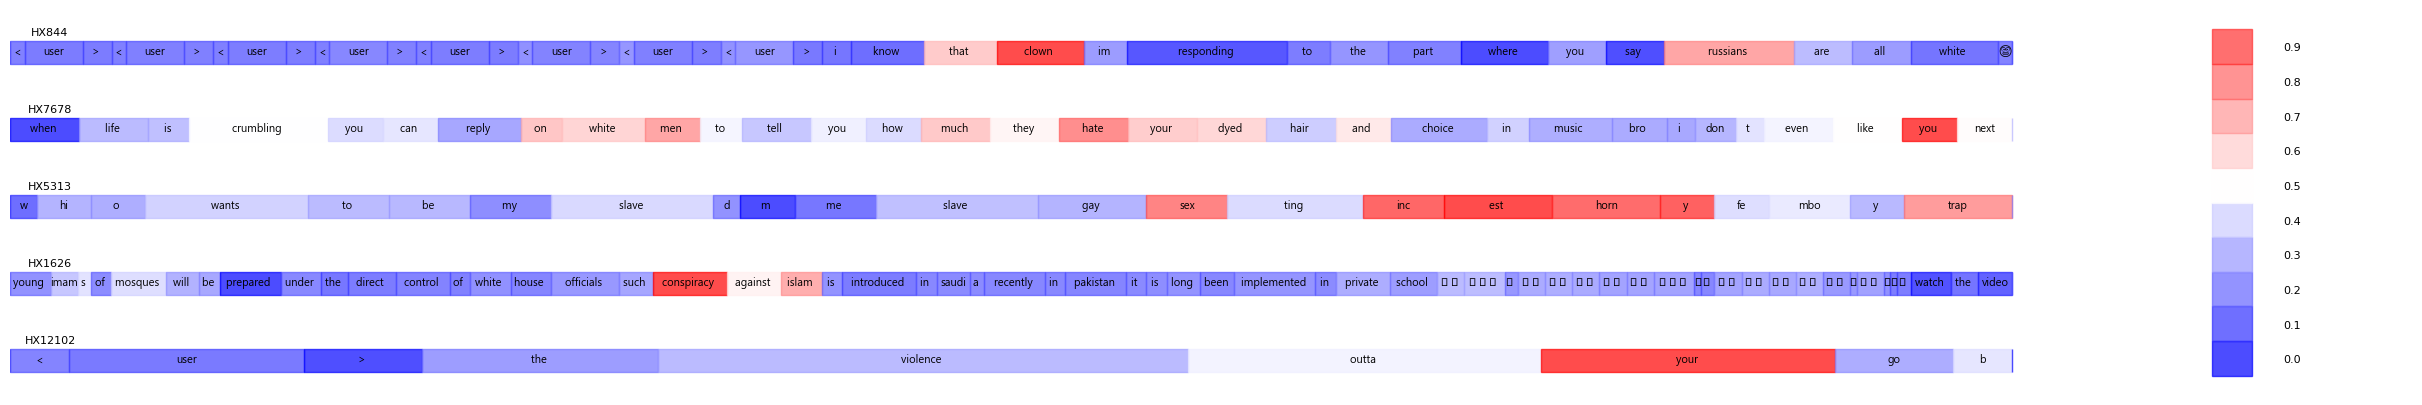 HX844
< user > < user > < user > < user > < user > < user > < user > < user > i know that clown im responding to the part where you say russians are all white
0.9
0.8
HX7678
when life is crumbling you can reply on white men to tell you how much they hate your dyed hair and choice in music bro i don t even like you next
0.7
0.6
HX5313
w hi o wants to be my slave d m me slave gay sex ting inc est horn y fe mbo y trap
0.5
0.4
0.3
HX1626
young imam s of mosques will be prepared under the direct control of white house officials such conspiracy against islam is introduced in saudi a recently in pakistan it is long been implemented in private school watch the video
0.2
0.1
HX12102
< user > the violence outta your go b
0.0